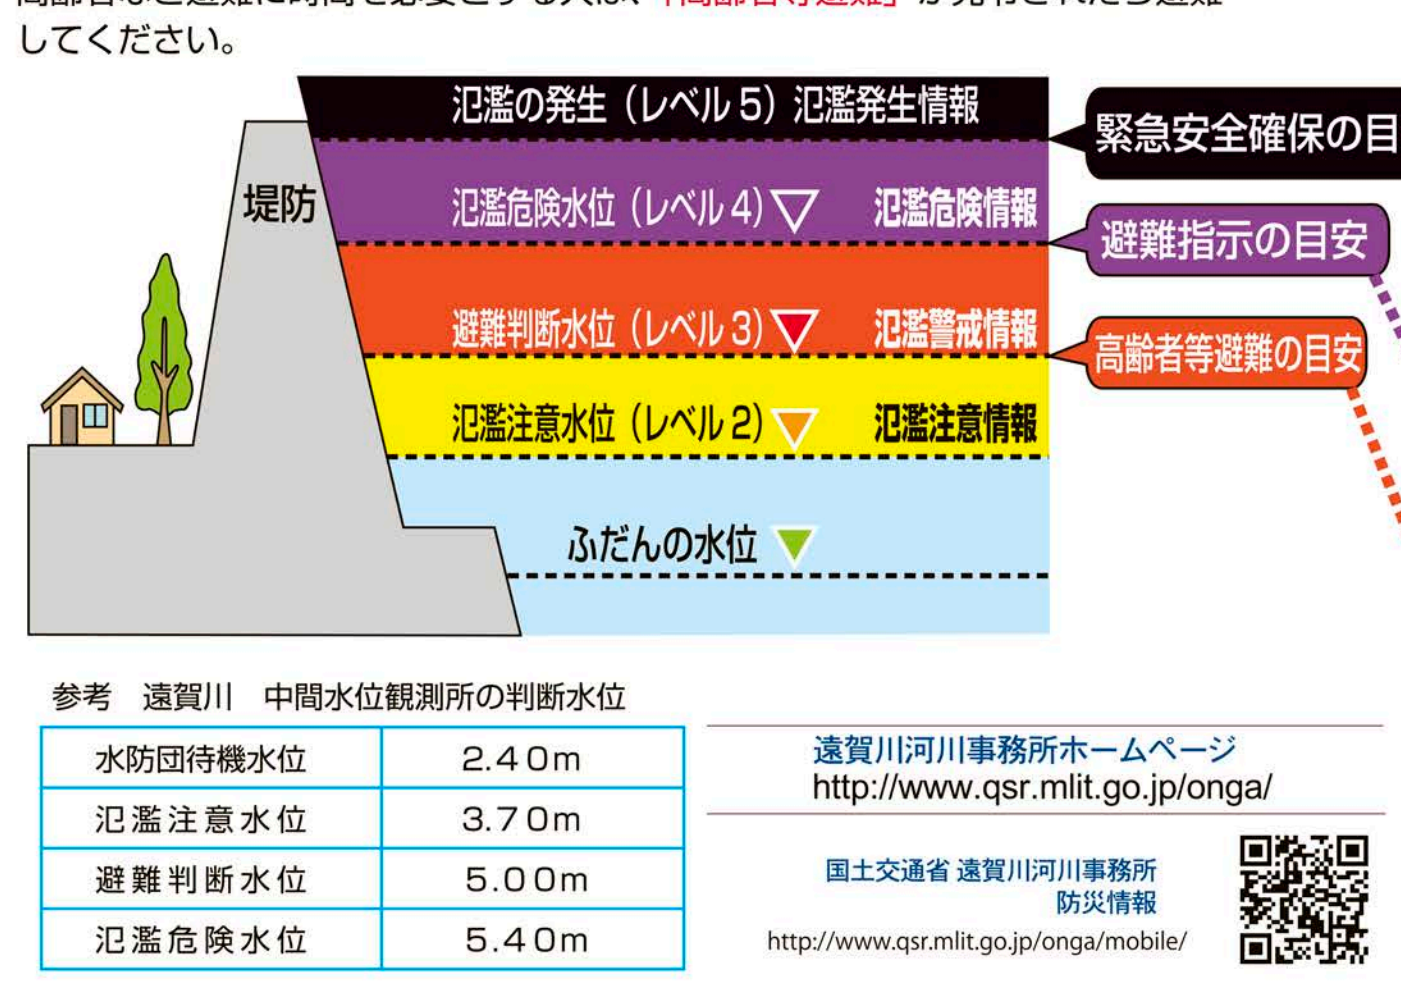 「高齢者等避難」
してください。
氾濫の発生（レベル5）氾濫発生情報
緊急安全確保の目
堤防
氾濫危険水位（レベル4） 氾濫危険情報
避難指示の目安
避難判断水位（レベル3） 氾濫警戒情報
高齢者等避難の目安
氾濫注意水位（レベル2） 氾濫注意情報
ふだんの水位
参考 遠賀川 中間水位観測所の判断水位
水防団待機水位 2.40m
氾濫注意水位 3.70m
避難判断水位 5.00m
氾濫危険水位 5.40m
遠賀川河川事務所ホームページ
http://www.qsr.mlit.go.jp/onga/
国土交通省 遠賀川河川事務所
防災情報
http://www.qsr.mlit.go.jp/onga/mobile/